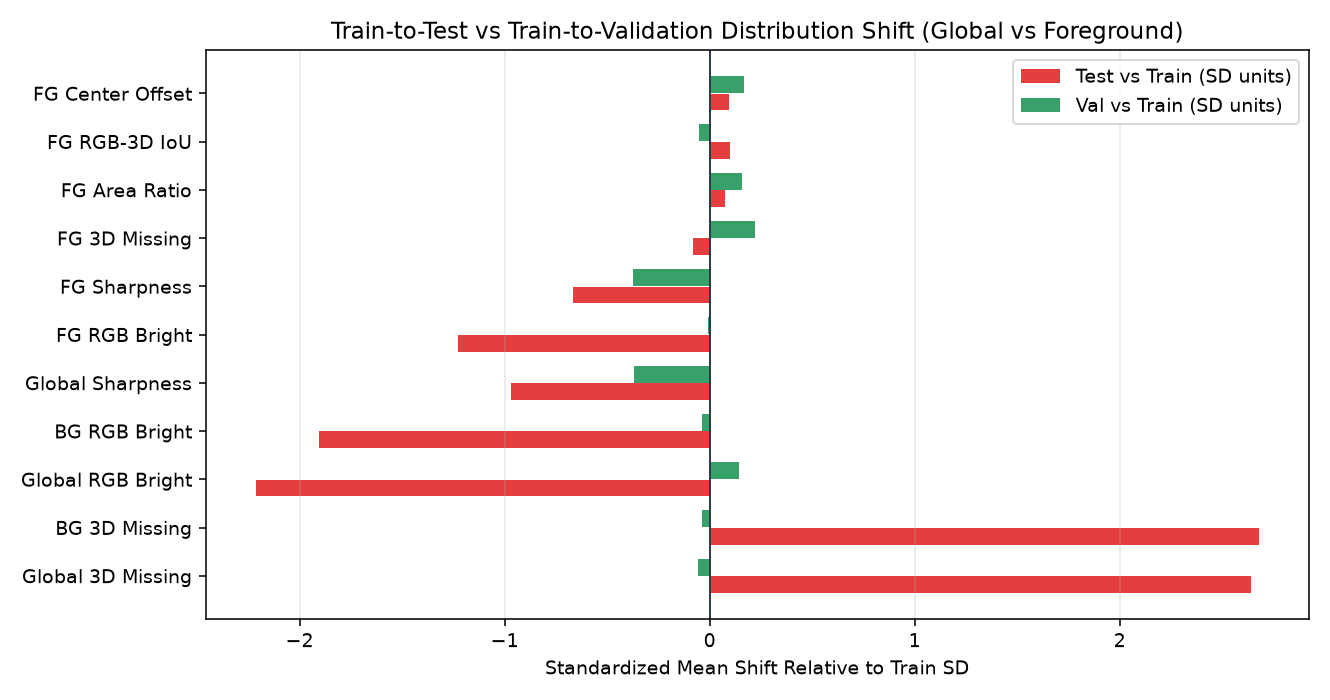 Train-to-Test vs Train-to-Validation Distribution Shift (Global vs Foreground)
Test vs Train (SD units)
Val vs Train (SD units)
FG Center Offset
FG RGB-3D IoU
FG Area Ratio
FG 3D Missing
FG Sharpness
FG RGB Bright
Global Sharpness
BG RGB Bright
Global RGB Bright
BG 3D Missing
Global 3D Missing
−2 −1 0 1 2
Standardized Mean Shift Relative to Train SD